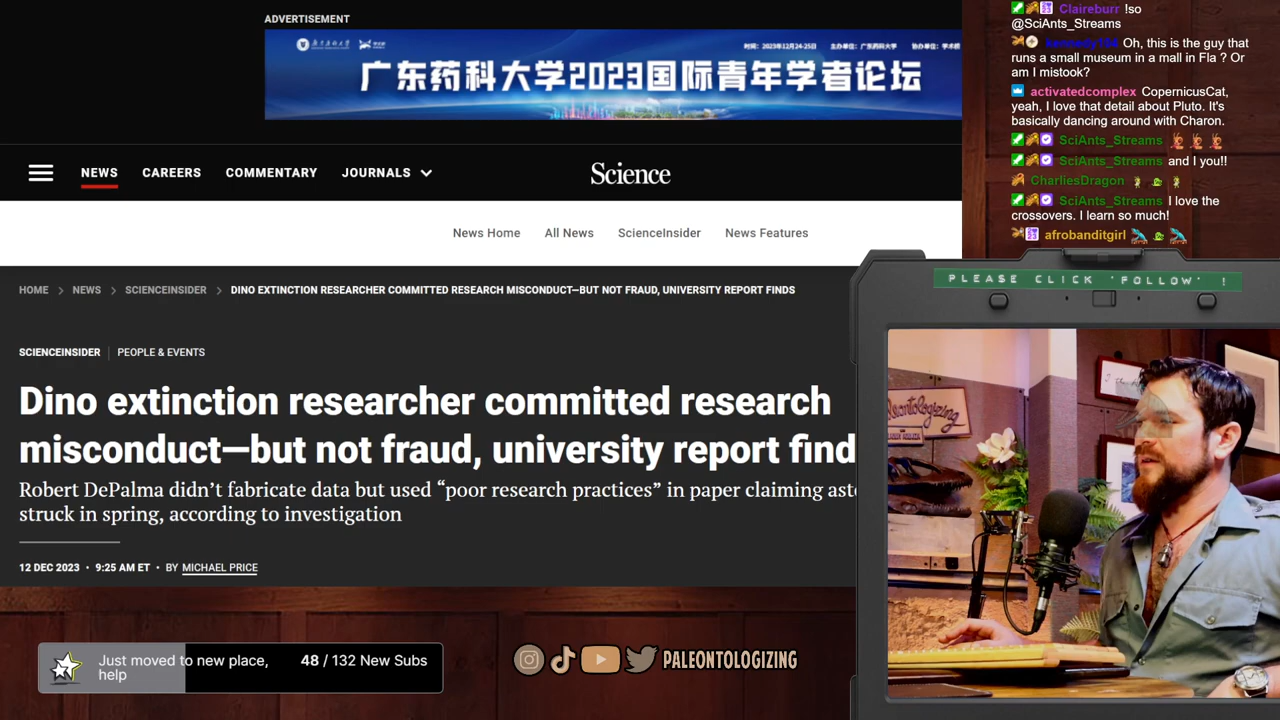 ADVERTISEMENT
广东药科大学2023国际青年学者论坛
NEWS CAREERS COMMENTARY JOURNALS
Science
News Home All News ScienceInsider News Features
HOME NEWS SCIENCEINSIDER DINO EXTINCTION RESEARCHER COMMITTED RESEARCH MISCONDUCT—BUT NOT FRAUD, UNIVERSITY REPORT FINDS
SCIENCEINSIDER PEOPLE & EVENTS
Dino extinction researcher committed research
misconduct—but not fraud, university report find
Robert DePalma didn’t fabricate data but used “poor research practices” in paper claiming ast
struck in spring, according to investigation
12 DEC 2023 • 9:25 AM ET • BY MICHAEL PRICE
Just moved to new place,
help
48 / 132 New Subs
PALEONTOLOGIZING
Claireburr !so
@SciAnts_Streams
Oh, this is the guy that
runs a small museum in a mall in Fla ? Or
am I mistook?
activatedcomplex CopernicusCat,
yeah, I love that detail about Pluto. It's
basically dancing around with Charon.
SciAnts_Streams
SciAnts_Streams and I you!!
CharliesDragon
SciAnts_Streams I love the
crossovers. I learn so much!
afrobanditgirl
PLEASE CLICK 'FOLLOW' !